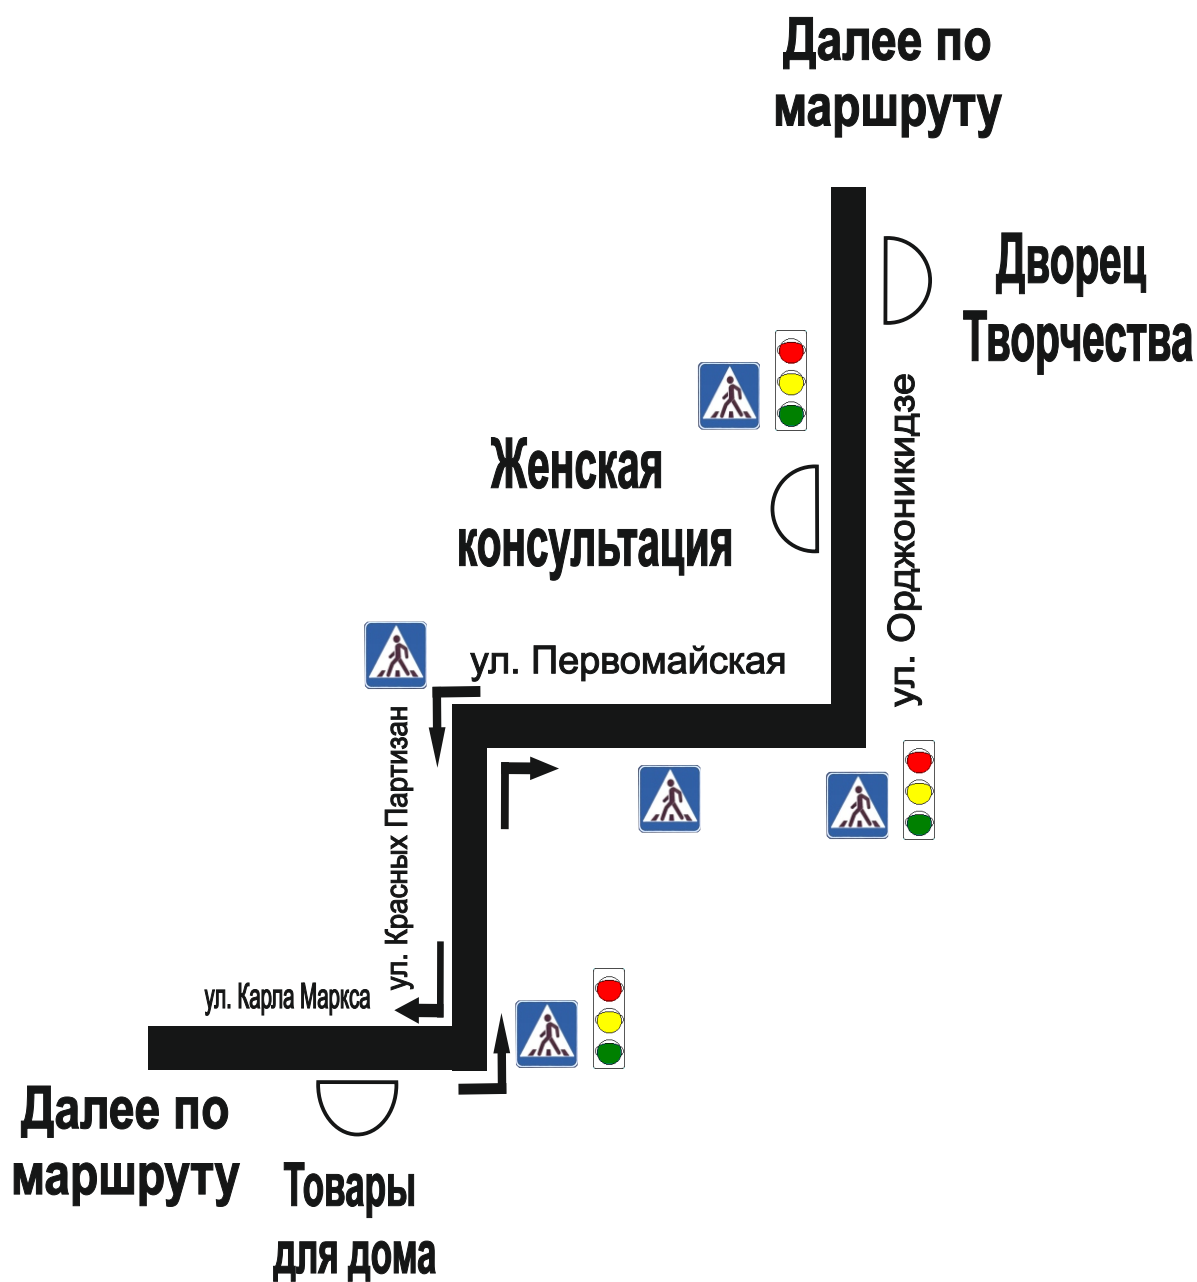 Далее по
маршруту
Дворец
Творчества
ул. Орджоникидзе
Женская
консультация
ул. Первомайская
ул. Красных Партизан
ул. Карла Маркса
Далее по
маршруту
Товары
для дома